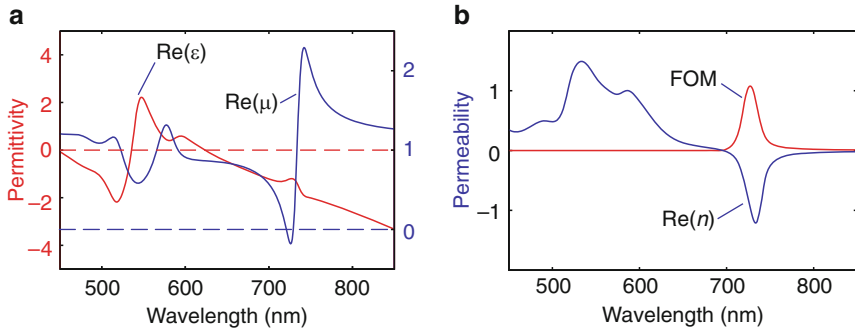 a
Permittivity
4
2
0
−2
−4
Re(ε)
Re(μ)
2
1
0
500
600
700
800
Wavelength (nm)
b
Permeability
1
0
−1
FOM
Re(n)
500
600
700
800
Wavelength (nm)